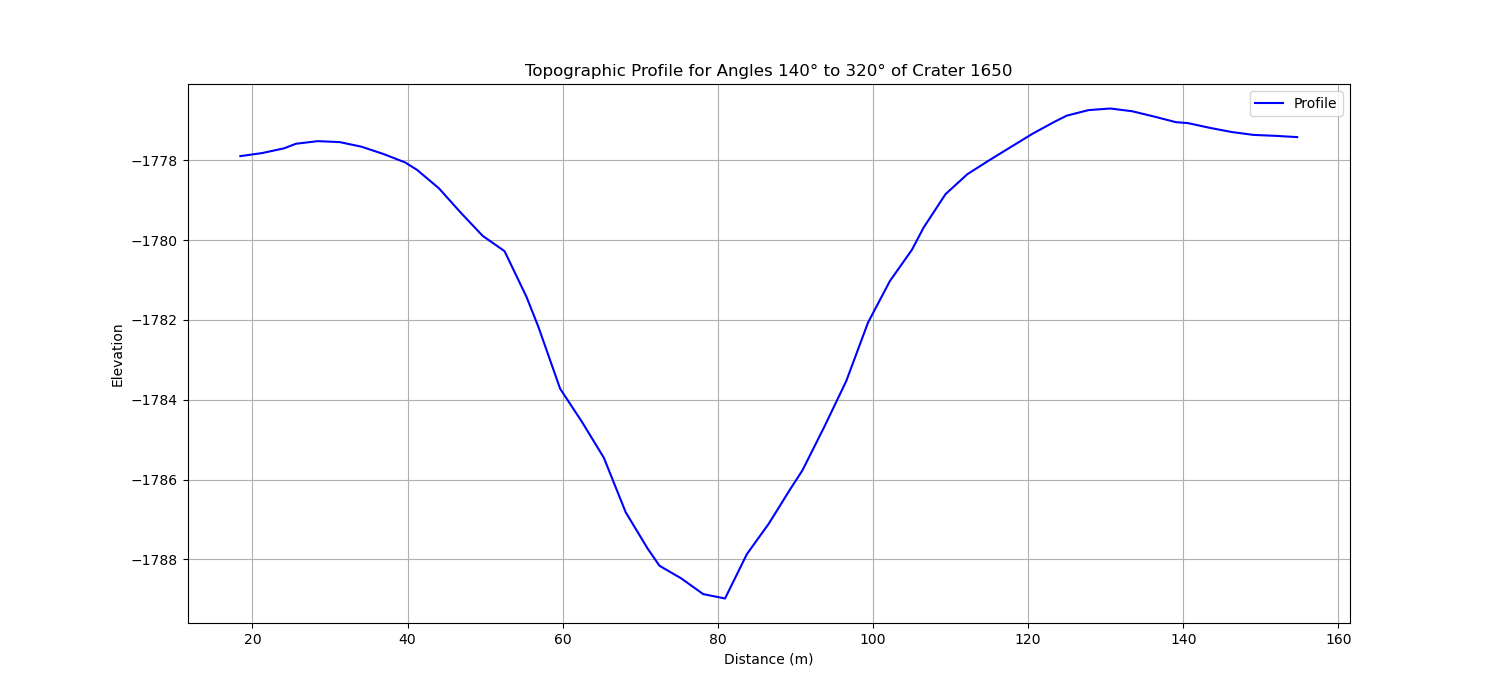 Topographic Profile for Angles 140° to 320° of Crater 1650
Profile
−1778
−1780
−1782
−1784
−1786
−1788
Elevation
20 40 60 80 100 120 140 160
Distance (m)